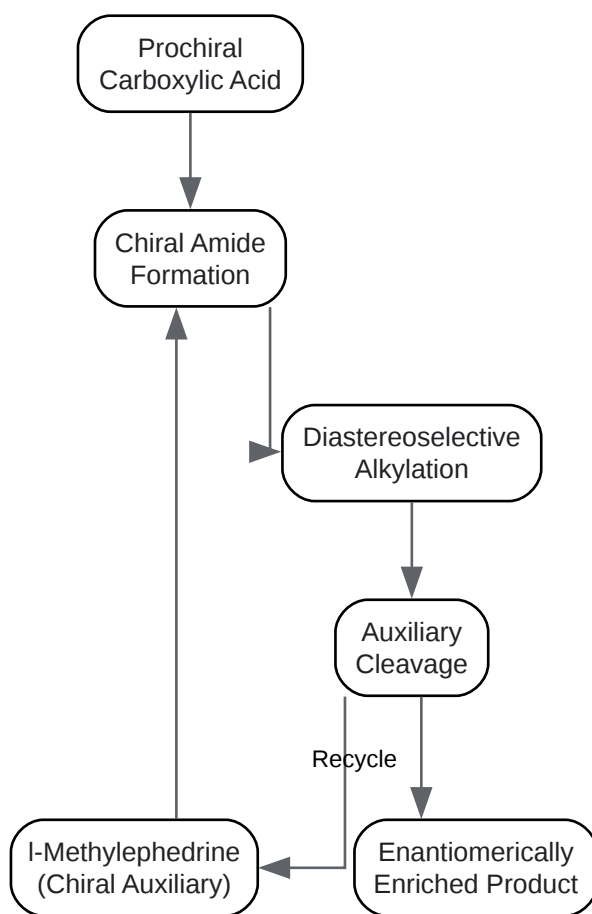 Prochiral
Carboxylic Acid
Chiral Amide
Formation
Diastereoselective
Alkylation
Auxiliary
Cleavage
Recycle
l-Methylephedrine
(Chiral Auxiliary)
Enantiomerically
Enriched Product